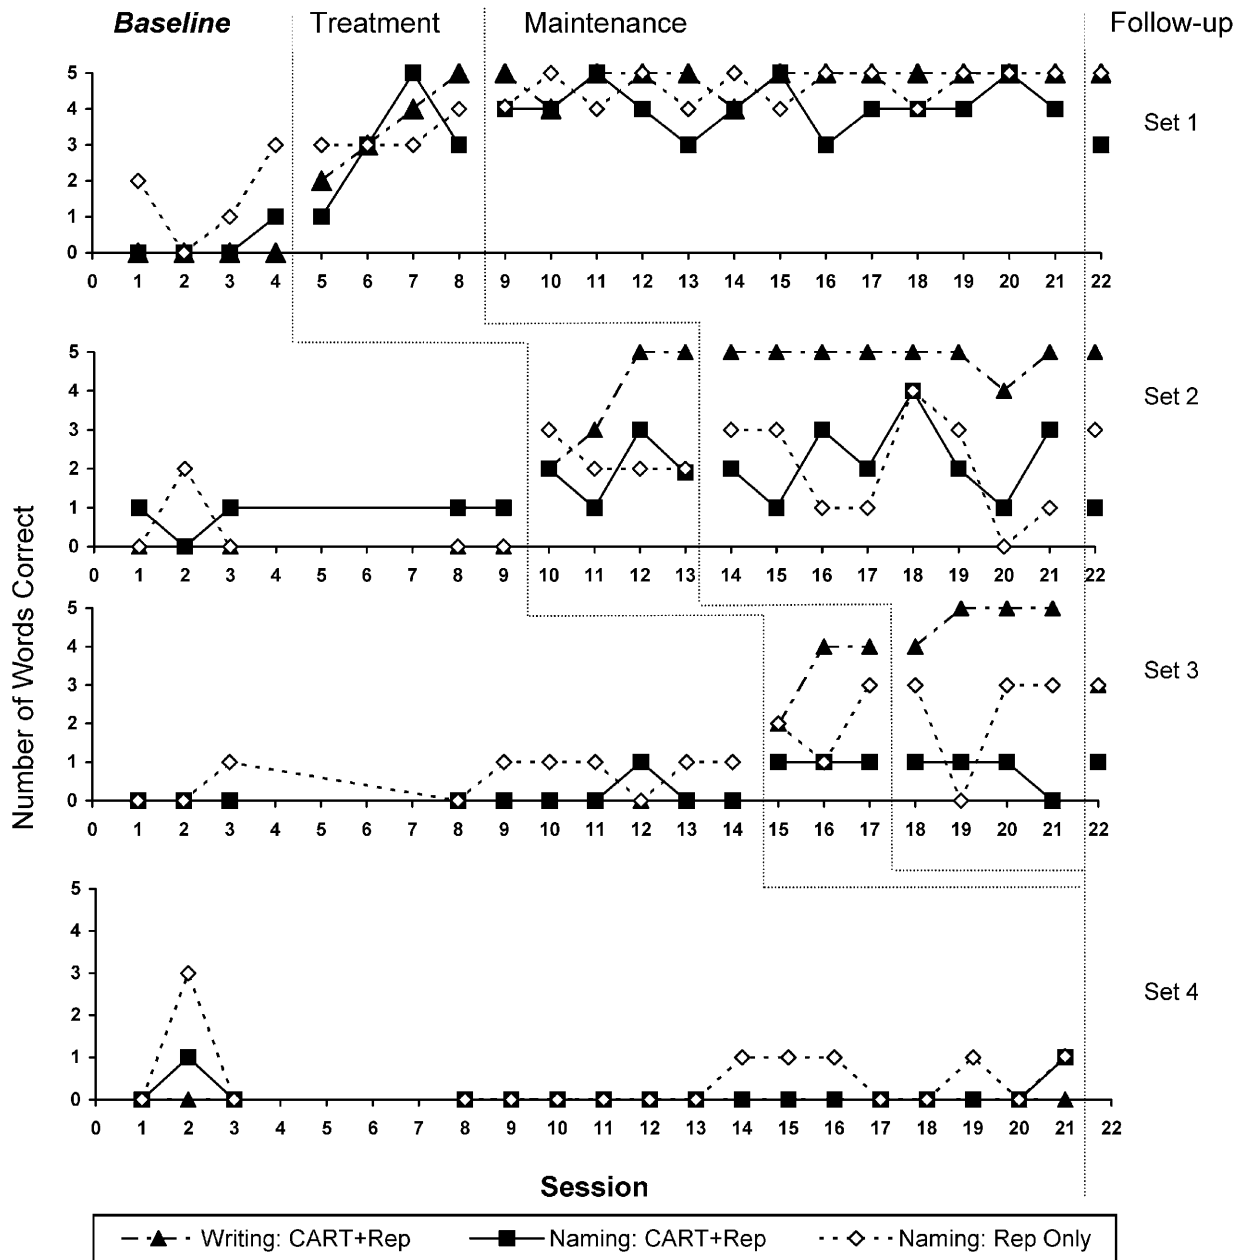 Baseline Treatment Maintenance Follow-up
5
4
3
2
1
0
0 1 2 3 4 5 6 7 8 9 10 11 12 13 14 15 16 17 18 19 20 21 22
Set 1
5
4
3
2
1
0
0 1 2 3 4 5 6 7 8 9 10 11 12 13 14 15 16 17 18 19 20 21 22
Set 2
5
4
3
2
1
0
0 1 2 3 4 5 6 7 8 9 10 11 12 13 14 15 16 17 18 19 20 21 22
Set 3
5
4
3
2
1
0
0 1 2 3 4 5 6 7 8 9 10 11 12 13 14 15 16 17 18 19 20 21 22
Set 4
Number of Words Correct
Session
Writing: CART+Rep Naming: CART+Rep Naming: Rep Only